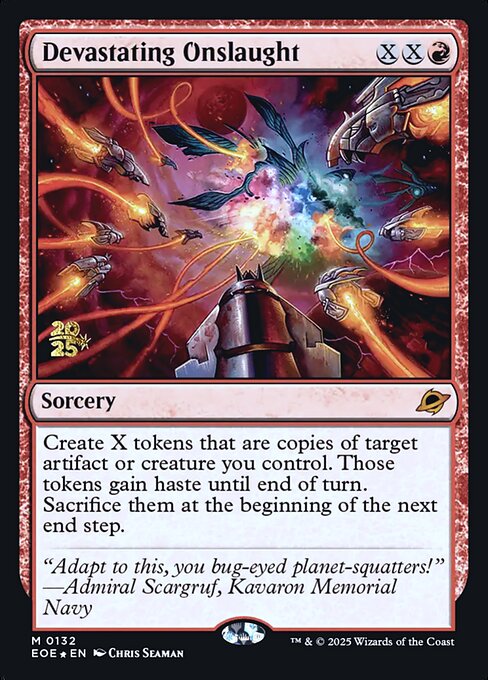 Devastating Onslaught XX
20
25
Sorcery
Create X tokens that are copies of target
artifact or creature you control. Those
tokens gain haste until end of turn.
Sacrifice them at the beginning of the next
end step.
“Adapt to this, you bug-eyed planet-squatters!”
—Admiral Scargruf, Kavaron Memorial
Navy
M 0132
EOE★EN Chris Seaman
™ & © 2025 Wizards of the Coast